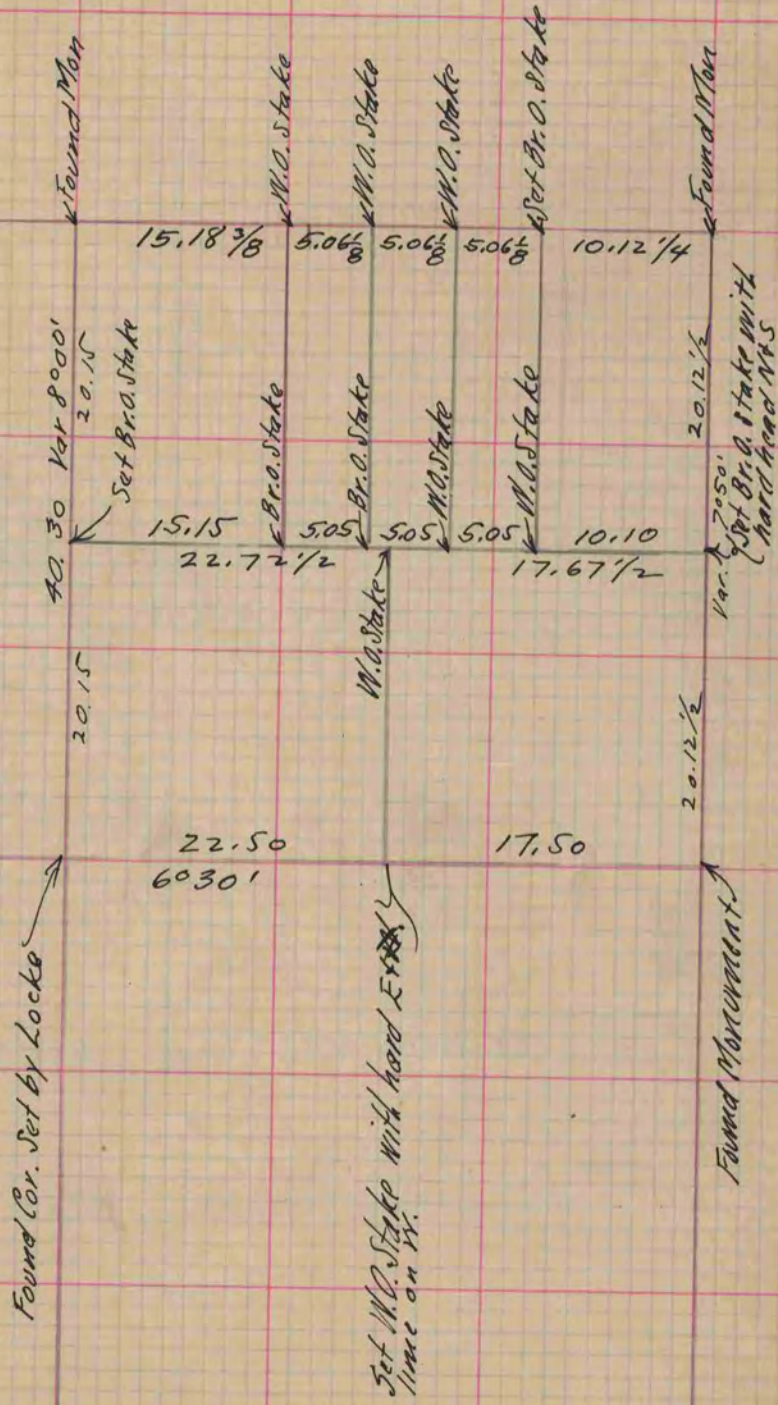 Found Mon
W.O. Stake
W.O. Stake
W.O. Stake
Set Br.O. Stake
Found Mon
15.18 3/8
5.06 1/8
5.06 1/8
5.06 1/8
10.12 1/4
40.30 Var 8°00'
20.15
Set Br.O. Stake
Br.O. Stake
Br.O. Stake
W.O. Stake
W.O. Stake
20.12 1/2
Var. 7°50'
Set Br.O. Stake with
hard head N+S
15.15
5.05
5.05
5.05
10.10
22.72 1/2
17.67 1/2
W.O. Stake
20.15
20.12 1/2
22.50
17.50
6°30'
Found Cor. Set by Locke
Set W.O. Stake with hard E+
lime on W.
Found Monument